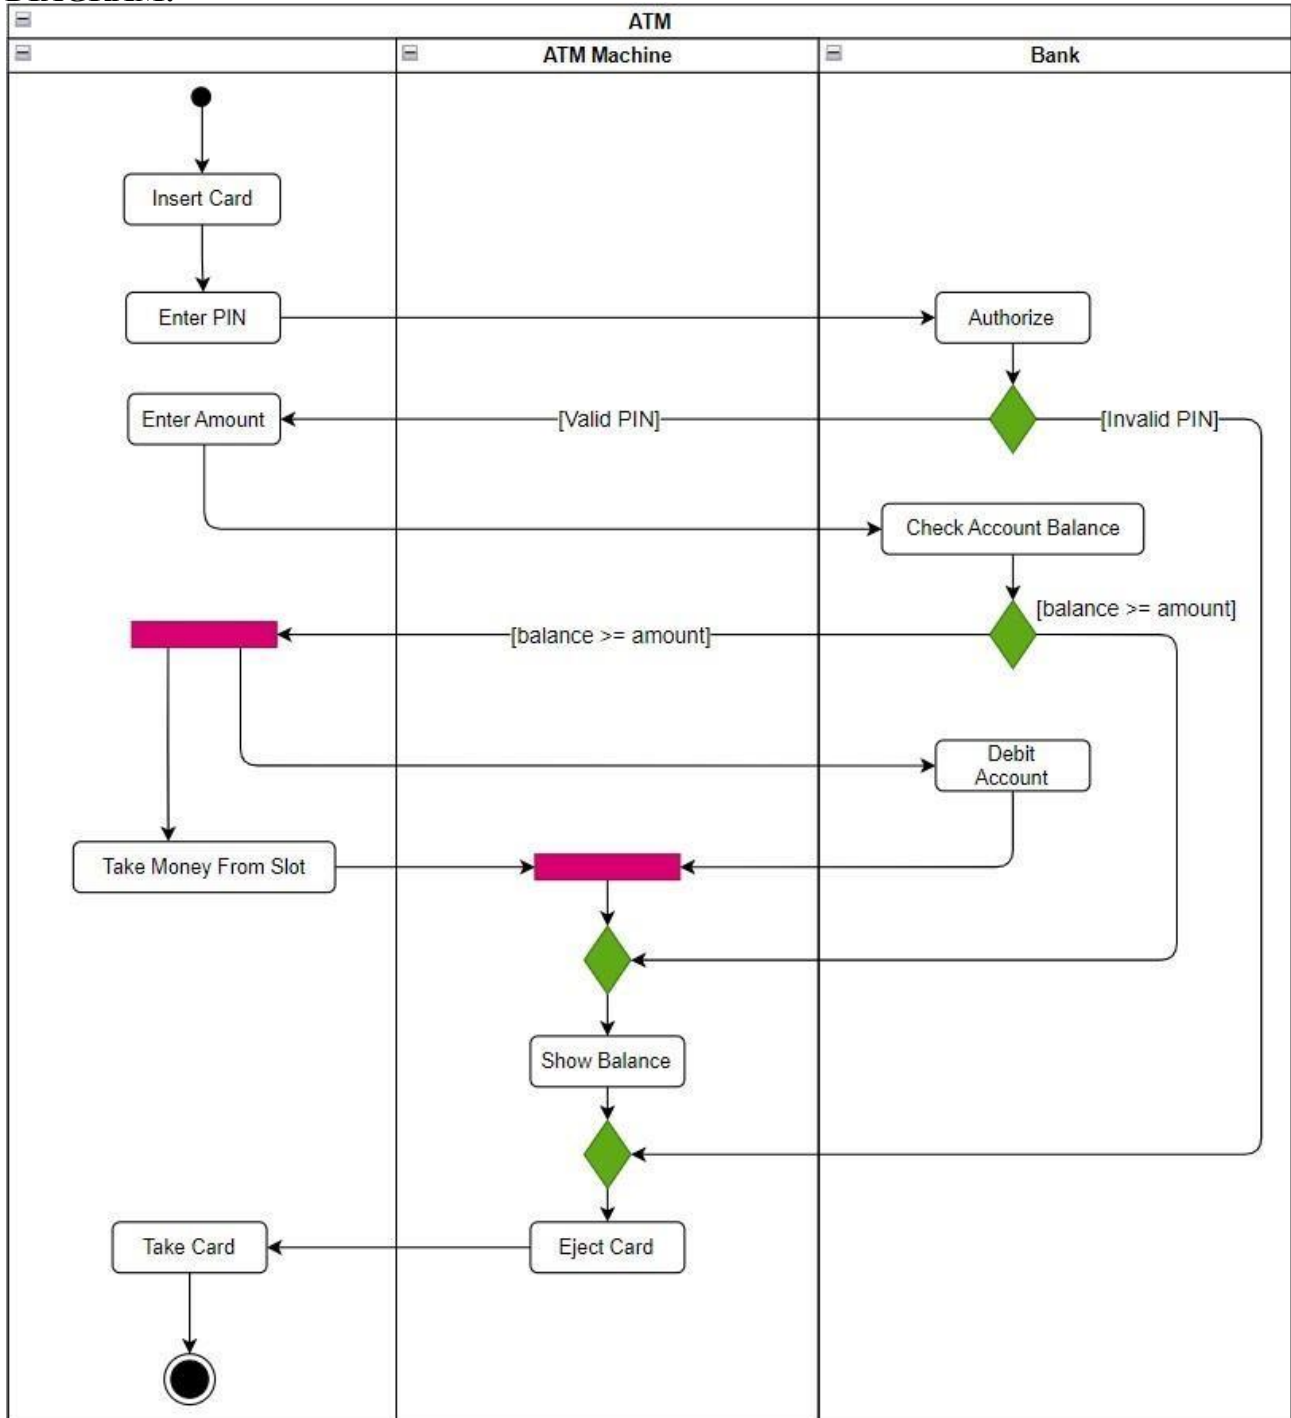 DIAGRAM:
ATM
ATM Machine
Bank
Insert Card
Enter PIN
Authorize
Enter Amount
[Valid PIN]
[Invalid PIN]
Check Account Balance
[balance >= amount]
[balance >= amount]
Debit
Account
Take Money From Slot
Show Balance
Take Card
Eject Card